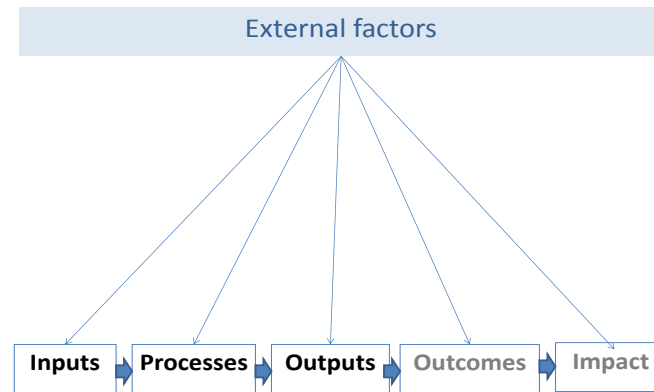 External factors
Inputs
Processes
Outputs
Outcomes
Impact